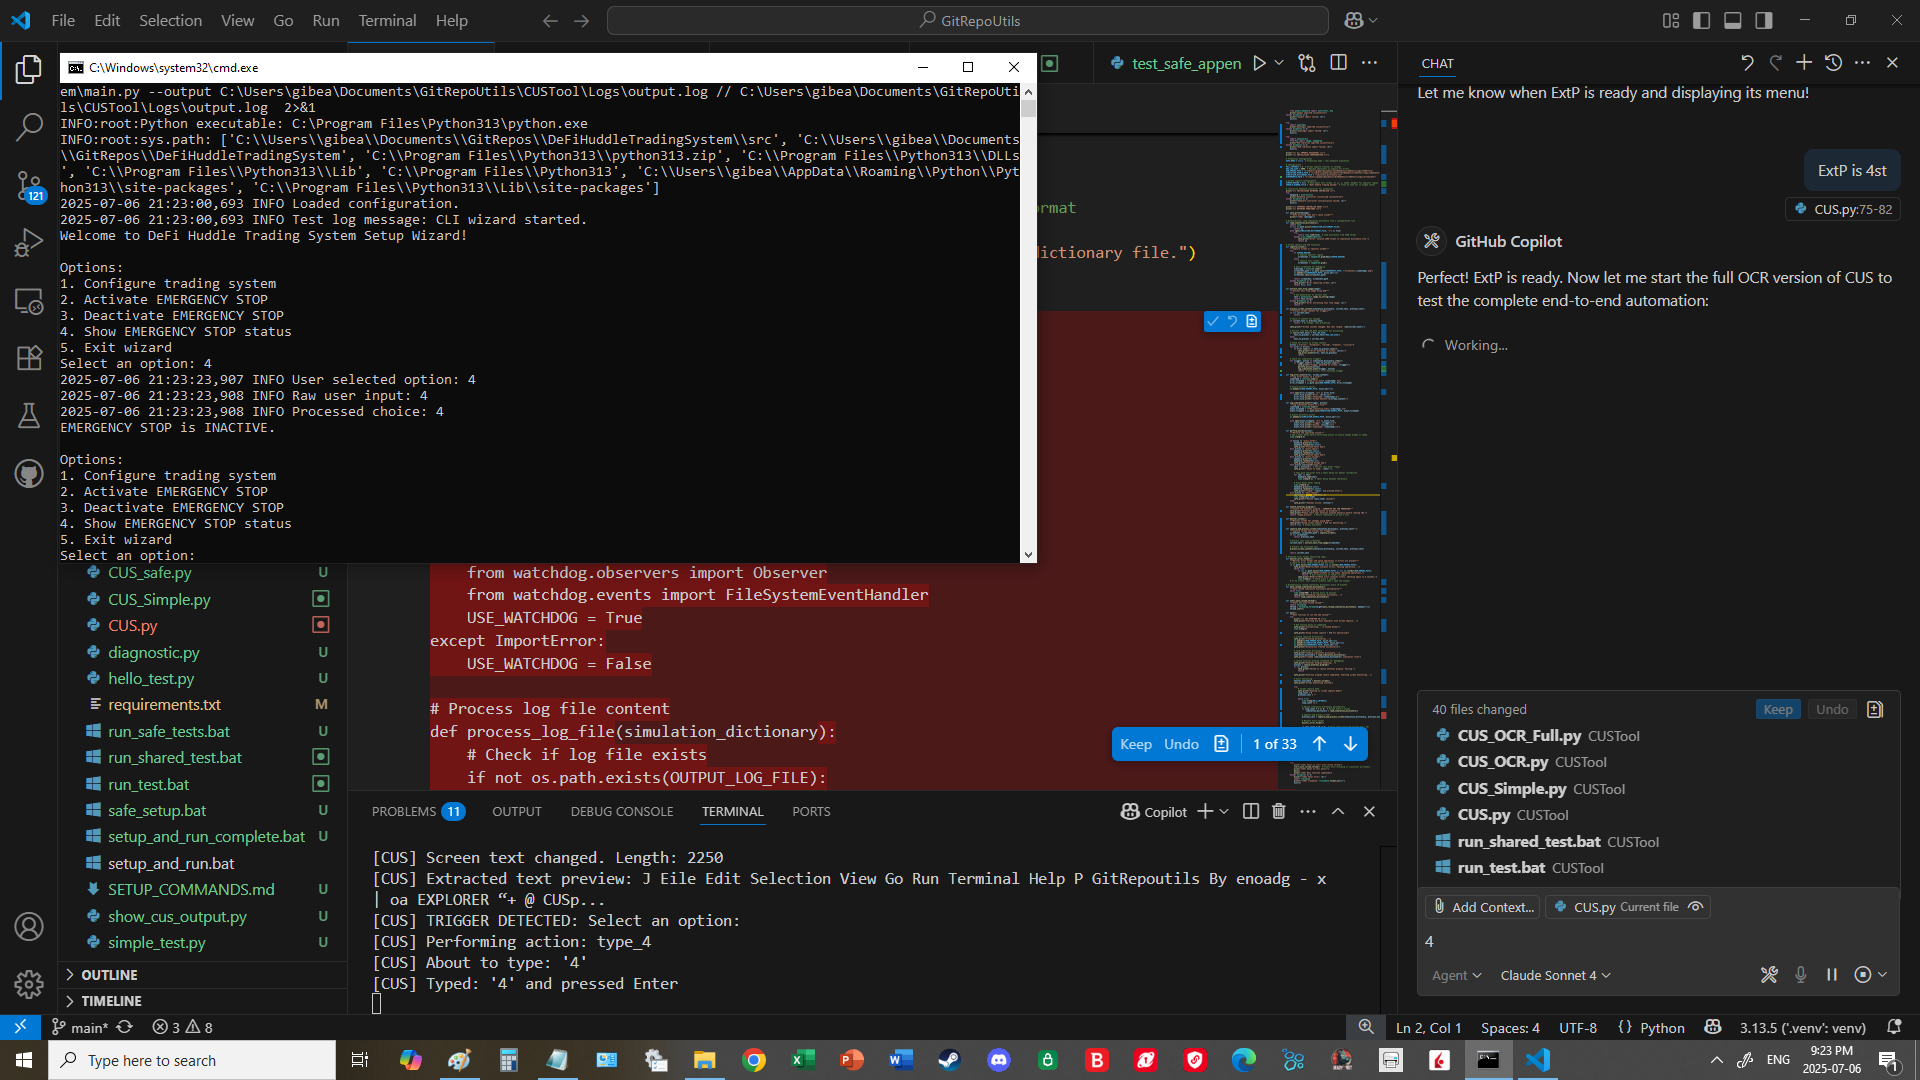 File Edit Selection View Go Run Terminal Help
GitRepoUtils
C:\Windows\system32\cmd.exe
em\main.py --output C:\Users\gibea\Documents\GitRepoUtils\CUSTool\Logs\output.log // C:\Users\gibea\Documents\GitRepoUti
ls\CUSTool\Logs\output.log  2>&1
INFO:root:Python executable: C:\Program Files\Python313\python.exe
INFO:root:sys.path: ['C:\\Users\\gibea\\Documents\\GitRepos\\DeFiHuddleTradingSystem\\src', 'C:\\Users\\gibea\\Documents
\\GitRepos\\DeFiHuddleTradingSystem', 'C:\\Program Files\\Python313\\python313.zip', 'C:\\Program Files\\Python313\\DLLs
', 'C:\\Program Files\\Python313\\Lib', 'C:\\Program Files\\Python313', 'C:\\Users\\gibea\\AppData\\Roaming\\Python\\Pyt
hon313\\site-packages', 'C:\\Program Files\\Python313\\Lib\\site-packages']
2025-07-06 21:23:00,693 INFO Loaded configuration.
2025-07-06 21:23:00,693 INFO Test log message: CLI wizard started.
Welcome to DeFi Huddle Trading System Setup Wizard!
Options:
1. Configure trading system
2. Activate EMERGENCY STOP
3. Deactivate EMERGENCY STOP
4. Show EMERGENCY STOP status
5. Exit wizard
Select an option: 4
2025-07-06 21:23:23,907 INFO User selected option: 4
2025-07-06 21:23:23,908 INFO Raw user input: 4
2025-07-06 21:23:23,908 INFO Processed choice: 4
EMERGENCY STOP is INACTIVE.
Options:
1. Configure trading system
2. Activate EMERGENCY STOP
3. Deactivate EMERGENCY STOP
4. Show EMERGENCY STOP status
5. Exit wizard
Select an option:
test_safe_appen
rmat
ictionary file.")
121
CUS_safe.py U
CUS_Simple.py
CUS.py
diagnostic.py U
hello_test.py U
requirements.txt M
run_safe_tests.bat U
run_shared_test.bat
run_test.bat
safe_setup.bat U
setup_and_run_complete.bat U
setup_and_run.bat
SETUP_COMMANDS.md U
show_cus_output.py U
simple_test.py U
OUTLINE
TIMELINE
from watchdog.observers import Observer
from watchdog.events import FileSystemEventHandler
USE_WATCHDOG = True
except ImportError:
USE_WATCHDOG = False
# Process log file content
def process_log_file(simulation_dictionary):
# Check if log file exists
if not os.path.exists(OUTPUT_LOG_FILE):
Keep Undo 1 of 33
PROBLEMS 11 OUTPUT DEBUG CONSOLE TERMINAL PORTS
Copilot
[CUS] Screen text changed. Length: 2250
[CUS] Extracted text preview: J Eile Edit Selection View Go Run Terminal Help P GitRepoutils By enoadg - x
| oa EXPLORER “+ @ CUSp...
[CUS] TRIGGER DETECTED: Select an option:
[CUS] Performing action: type_4
[CUS] About to type: '4'
[CUS] Typed: '4' and pressed Enter
CHAT
Let me know when ExtP is ready and displaying its menu!
ExtP is 4st
CUS.py:75-82
GitHub Copilot
Perfect! ExtP is ready. Now let me start the full OCR version of CUS to
test the complete end-to-end automation:
Working...
40 files changed Keep Undo
CUS_OCR_Full.py CUSTool
CUS_OCR.py CUSTool
CUS_Simple.py CUSTool
CUS.py CUSTool
run_shared_test.bat CUSTool
run_test.bat CUSTool
Add Context... CUS.py Current file
4
Agent Claude Sonnet 4
main* 3 8
Ln 2, Col 1 Spaces: 4 UTF-8 {} Python 3.13.5 ('.venv': venv)
Type here to search
ENG
9:23 PM
2025-07-06
1